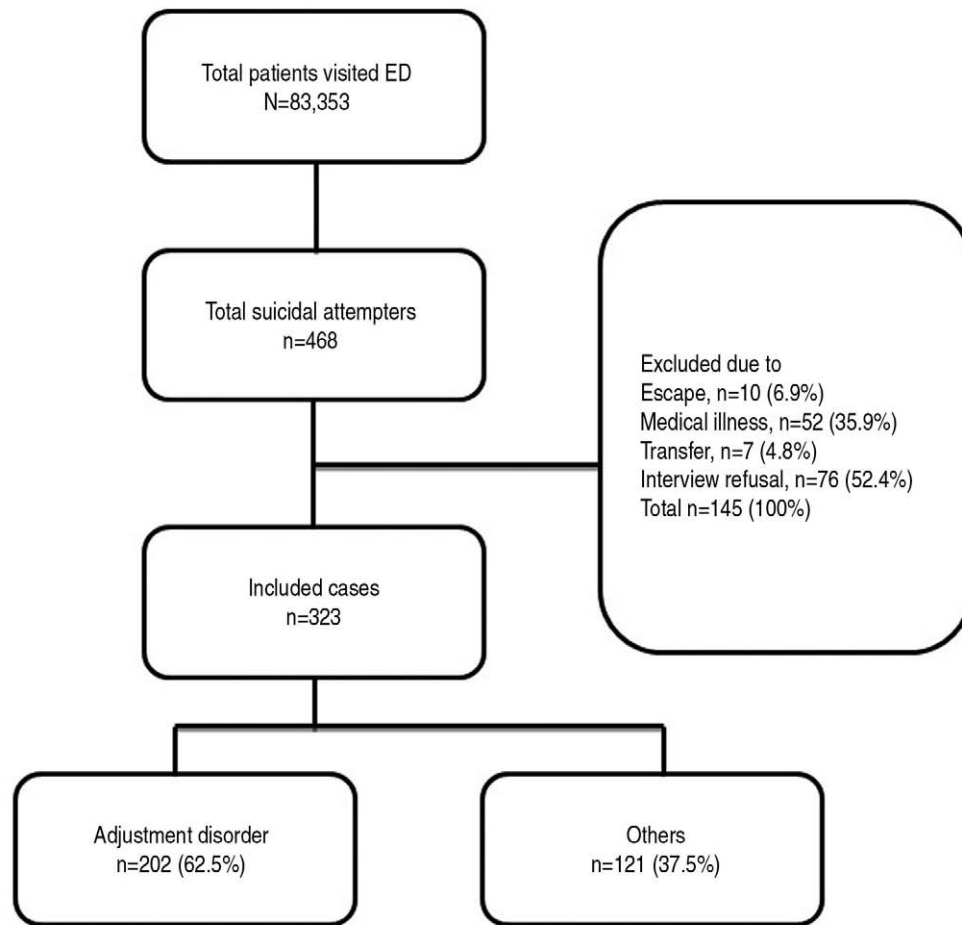 Total patients visited ED
N=83,353
Total suicidal attempters
n=468
Excluded due to
Escape, n=10 (6.9%)
Medical illness, n=52 (35.9%)
Transfer, n=7 (4.8%)
Interview refusal, n=76 (52.4%)
Total n=145 (100%)
Included cases
n=323
Adjustment disorder
n=202 (62.5%)
Others
n=121 (37.5%)